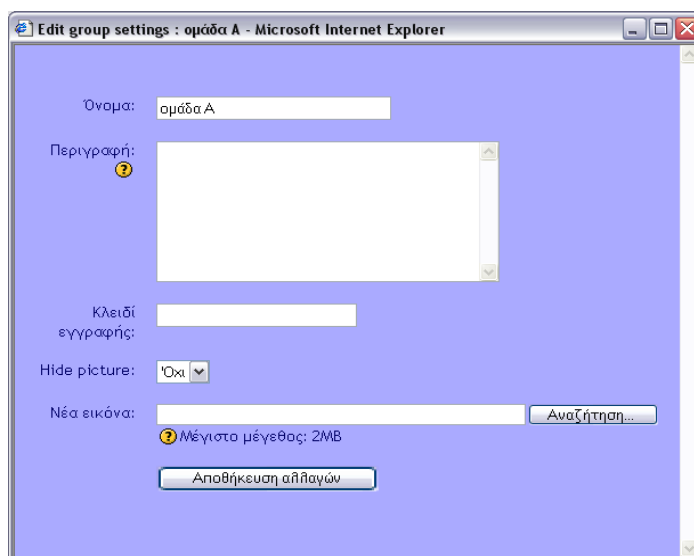 Edit group settings : ομάδα Α - Microsoft Internet Explorer
Όνομα: ομάδα Α
Περιγραφή:
?
Κλειδί
εγγραφής:
Hide picture: Όχι
Νέα εικόνα: Αναζήτηση...
? Μέγιστο μέγεθος: 2MB
Αποθήκευση αλλαγών